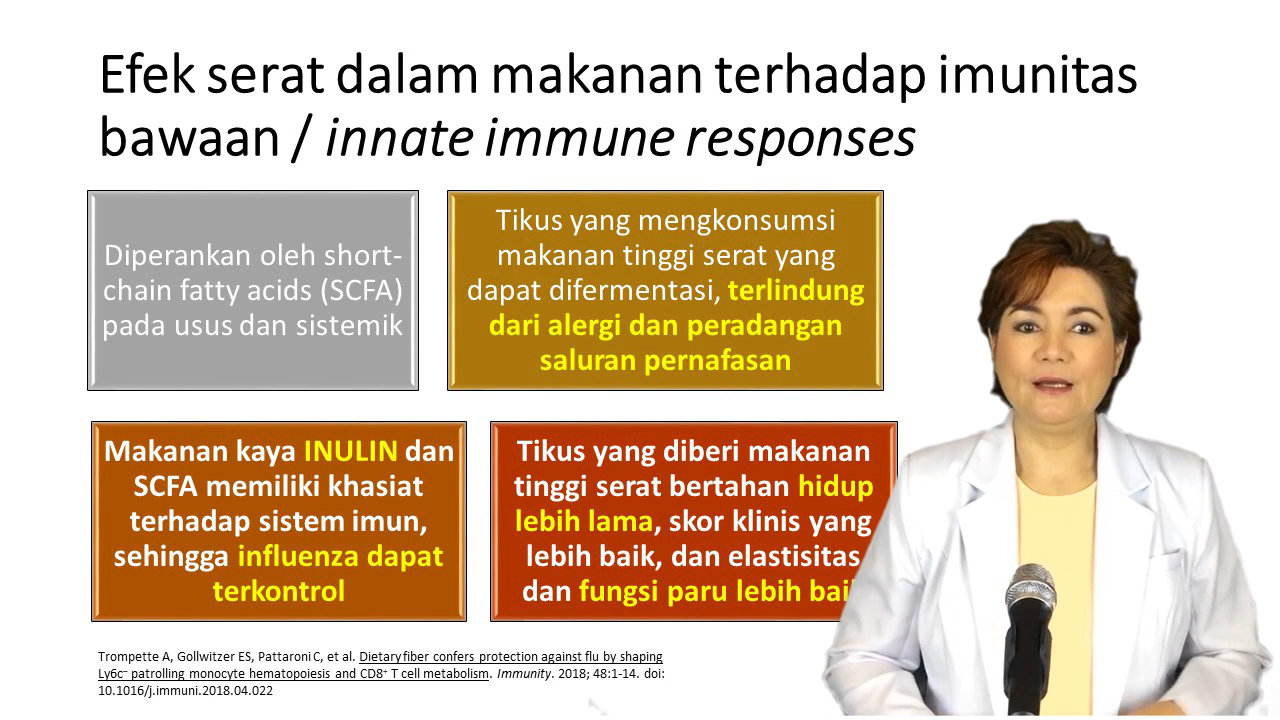 Efek serat dalam makanan terhadap imunitas
bawaan / innate immune responses
Diperankan oleh short-
chain fatty acids (SCFA)
pada usus dan sistemik
Tikus yang mengkonsumsi
makanan tinggi serat yang
dapat difermentasi, terlindung
dari alergi dan peradangan
saluran pernafasan
Makanan kaya INULIN dan
SCFA memiliki khasiat
terhadap sistem imun,
sehingga influenza dapat
terkontrol
Tikus yang diberi makanan
tinggi serat bertahan hidup
lebih lama, skor klinis yang
lebih baik, dan elastisitas
dan fungsi paru lebih bai
Trompette A, Gollwitzer ES, Pattaroni C, et al. Dietary fiber confers protection against flu by shaping
Ly6c⁻ patrolling monocyte hematopoiesis and CD8⁺ T cell metabolism. Immunity. 2018; 48:1-14. doi:
10.1016/j.immuni.2018.04.022